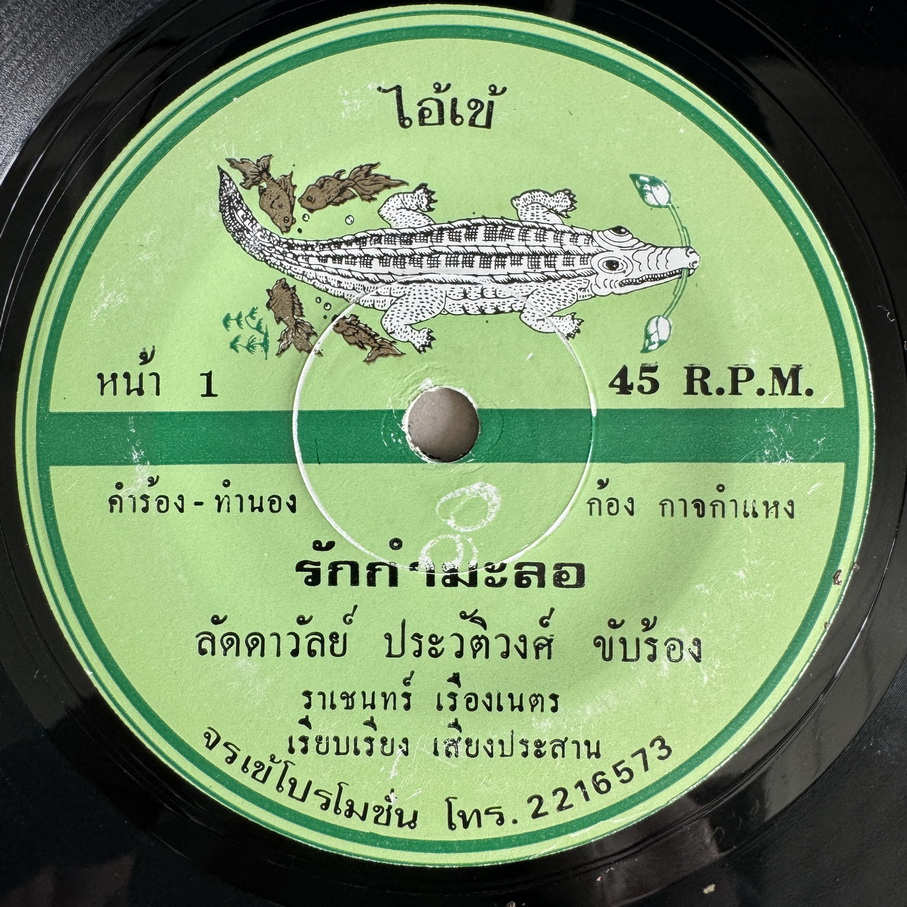 ไอ้เข้
หน้า 1 45 R.P.M.
คำร้อง - ทำนอง ก้อง กาจกำแหง
รักกำมะลอ
ลัดดาวัลย์ ประวัติวงศ์ ขับร้อง
ราเชนทร์ เรืองเนตร
เรียบเรียง เสียงประสาน
จรเข้โปรโมชั่น โทร. 2216573